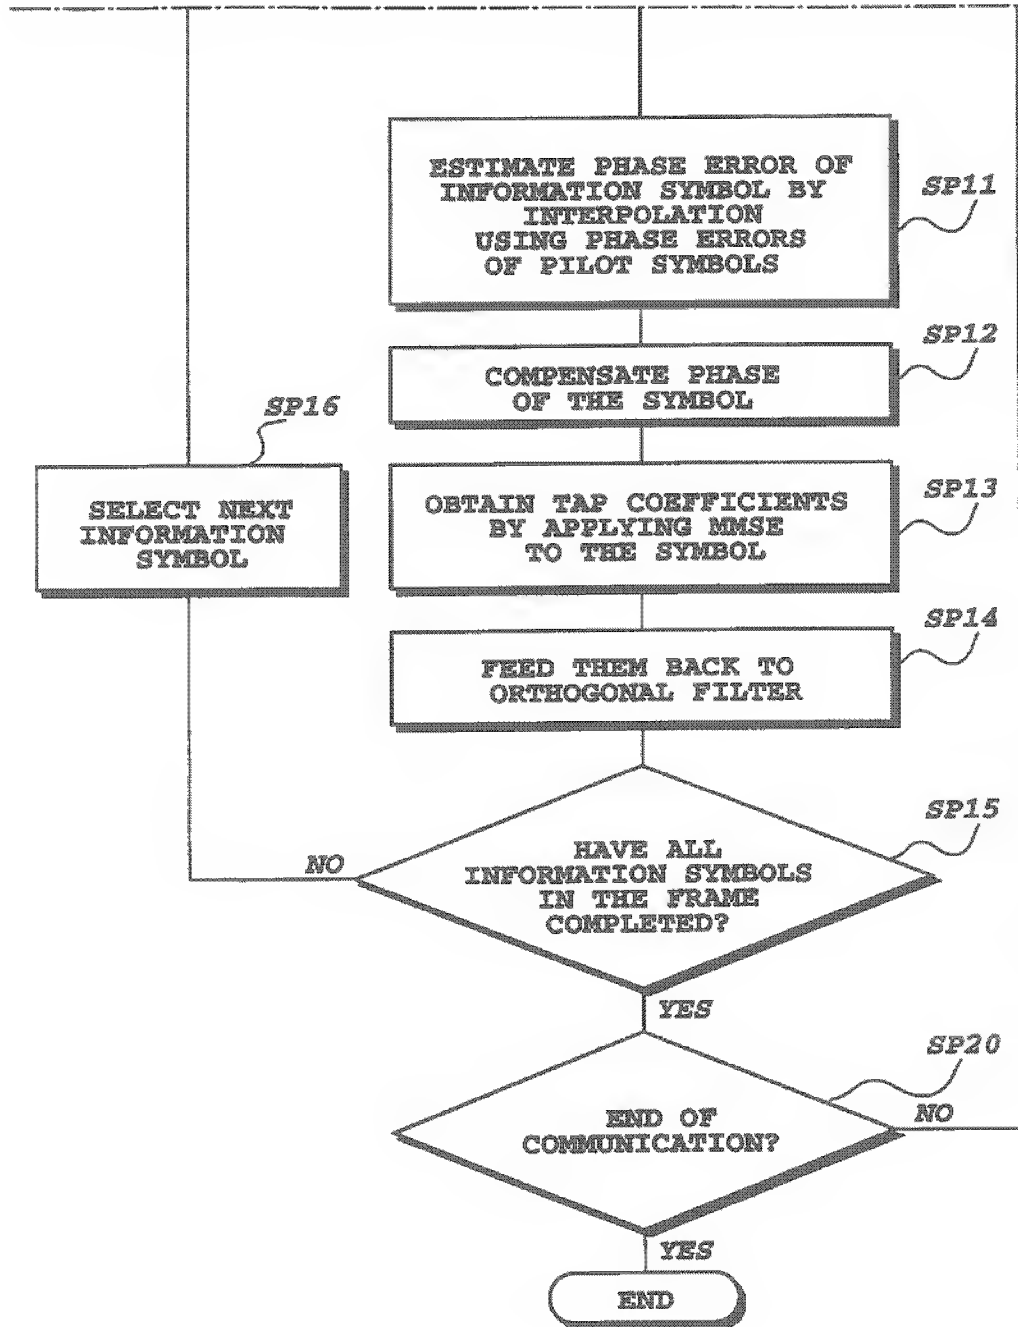 ESTIMATE PHASE ERROR OF
INFORMATION SYMBOL BY
INTERPOLATION
USING PHASE ERRORS
OF PILOT SYMBOLS
SP11
COMPENSATE PHASE
OF THE SYMBOL
SP12
SP16
SELECT NEXT
INFORMATION
SYMBOL
OBTAIN TAP COEFFICIENTS
BY APPLYING MMSE
TO THE SYMBOL
SP13
FEED THEM BACK TO
ORTHOGONAL FILTER
SP14
HAVE ALL
INFORMATION SYMBOLS
IN THE FRAME
COMPLETED?
SP15
NO
YES
END OF
COMMUNICATION?
SP20
NO
YES
END